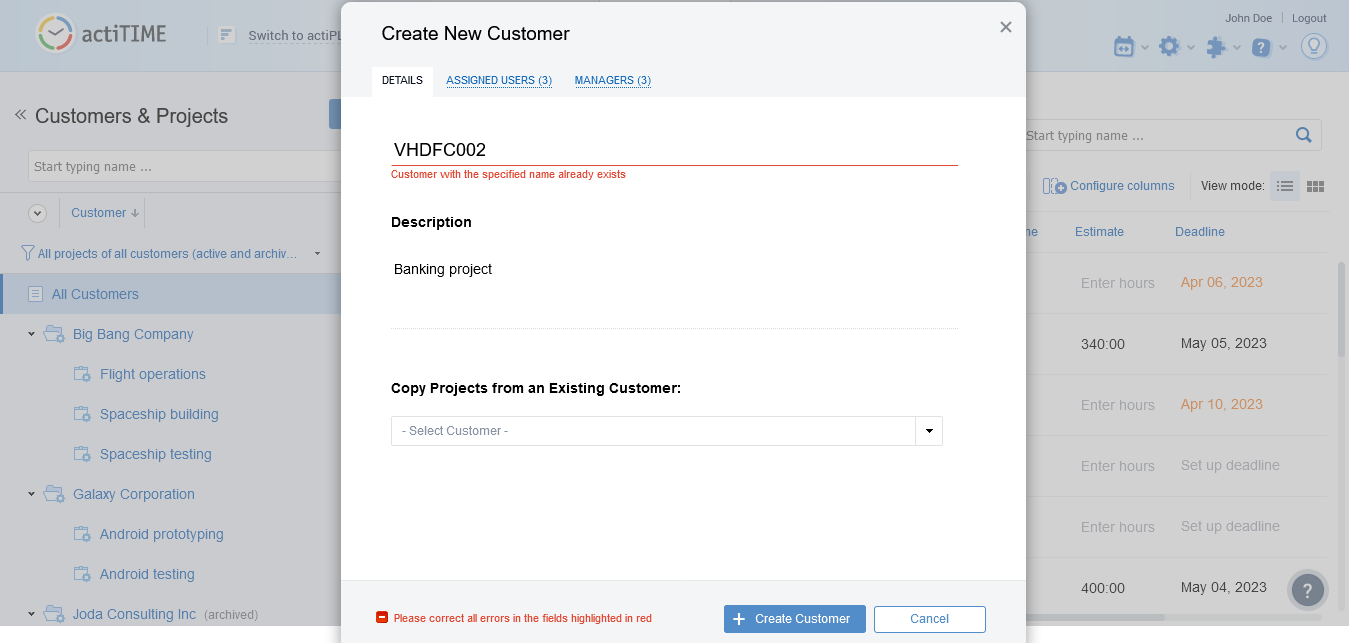 John Doe | Logout
actiTIME
Switch to actiPL
Create New Customer
DETAILS ASSIGNED USERS (3) MANAGERS (3)
Customers & Projects
Start typing name ...
Customer
All projects of all customers (active and archiv...
All Customers
Big Bang Company
Flight operations
Spaceship building
Spaceship testing
Galaxy Corporation
Android prototyping
Android testing
Joda Consulting Inc (archived)
VHDFC002
Customer with the specified name already exists
Description
Banking project
Copy Projects from an Existing Customer:
- Select Customer -
Please correct all errors in the fields highlighted in red
Create Customer
Cancel
Start typing name ...
Configure columns View mode:
me Estimate Deadline
Enter hours Apr 06, 2023
340:00 May 05, 2023
Enter hours Apr 10, 2023
Enter hours Set up deadline
Enter hours Set up deadline
400:00 May 04, 2023
?